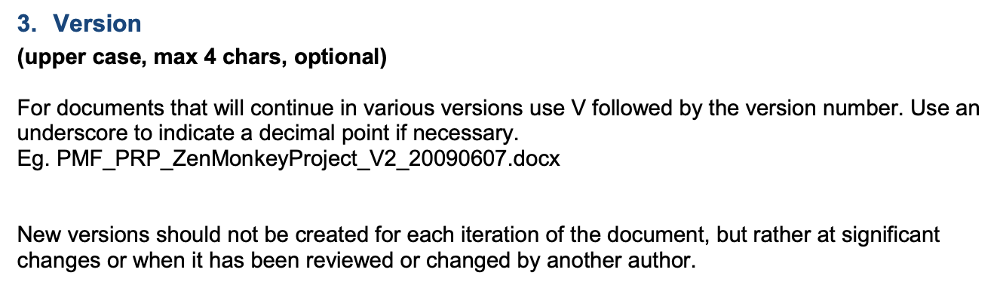 3. Version
(upper case, max 4 chars, optional)
For documents that will continue in various versions use V followed by the version number. Use an
underscore to indicate a decimal point if necessary.
Eg. PMF_PRP_ZenMonkeyProject_V2_20090607.docx
New versions should not be created for each iteration of the document, but rather at significant
changes or when it has been reviewed or changed by another author.